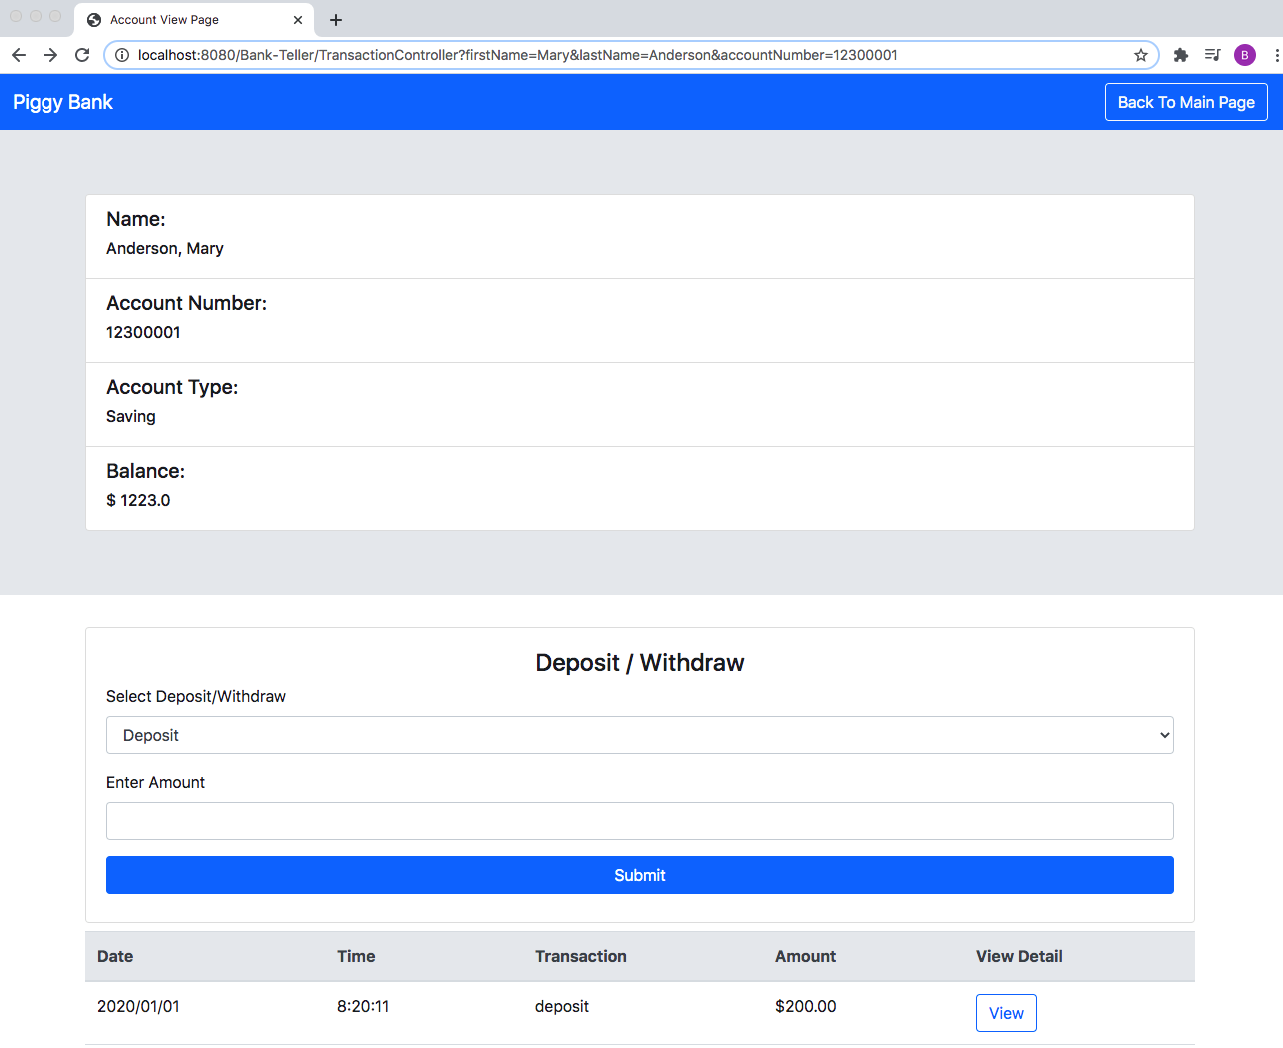 Account View Page
localhost:8080/Bank-Teller/TransactionController?firstName=Mary&lastName=Anderson&accountNumber=12300001
B
Piggy Bank
Back To Main Page
Name:
Anderson, Mary
Account Number:
12300001
Account Type:
Saving
Balance:
$ 1223.0
Deposit / Withdraw
Select Deposit/Withdraw
Deposit
Enter Amount
Submit
Date Time Transaction Amount View Detail
2020/01/01 8:20:11 deposit $200.00 View